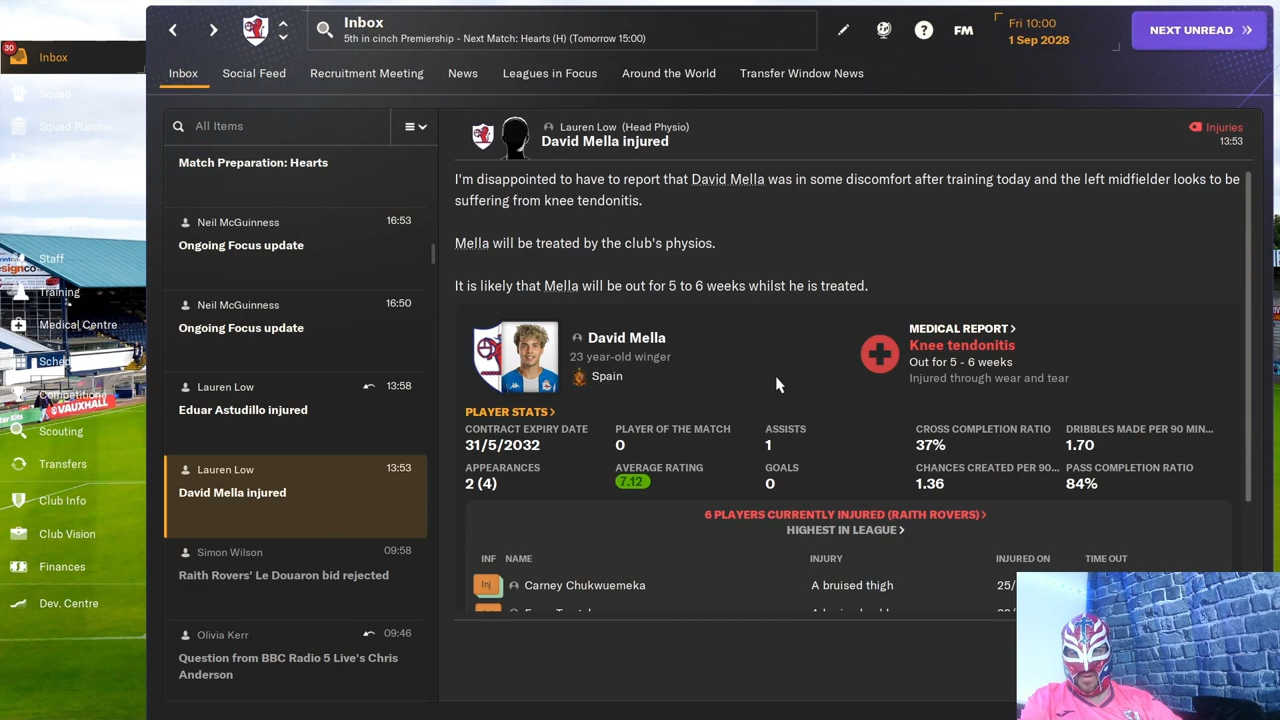 Inbox
5th in cinch Premiership - Next Match: Hearts (H) (Tomorrow 15:00)
FM
Fri 10:00
1 Sep 2028
NEXT UNREAD
30
Inbox
Squad
Squad Planner
Staff
Training
Medical Centre
Sched
Competitions
Scouting
Transfers
Club Info
Club Vision
Finances
Dev. Centre
designco
Kits
VAUXHALL
Inbox
Social Feed
Recruitment Meeting
News
Leagues in Focus
Around the World
Transfer Window News
All Items
Match Preparation: Hearts
Neil McGuinness
16:53
Ongoing Focus update
Neil McGuinness
16:50
Ongoing Focus update
Lauren Low
13:58
Eduar Astudillo injured
Lauren Low
13:53
David Mella injured
Simon Wilson
09:58
Raith Rovers' Le Douaron bid rejected
Olivia Kerr
09:46
Question from BBC Radio 5 Live's Chris
Anderson
Lauren Low (Head Physio)
David Mella injured
Injuries
13:53
I'm disappointed to have to report that David Mella was in some discomfort after training today and the left midfielder looks to be
suffering from knee tendonitis.
Mella will be treated by the club's physios.
It is likely that Mella will be out for 5 to 6 weeks whilst he is treated.
David Mella
23 year-old winger
Spain
MEDICAL REPORT >
Knee tendonitis
Out for 5 - 6 weeks
Injured through wear and tear
PLAYER STATS >
CONTRACT EXPIRY DATE
31/5/2032
PLAYER OF THE MATCH
0
ASSISTS
1
CROSS COMPLETION RATIO
37%
DRIBBLES MADE PER 90 MIN...
1.70
APPEARANCES
2 (4)
AVERAGE RATING
7.12
GOALS
0
CHANCES CREATED PER 90...
1.36
PASS COMPLETION RATIO
84%
6 PLAYERS CURRENTLY INJURED (RAITH ROVERS) >
HIGHEST IN LEAGUE >
INF
NAME
INJURY
INJURED ON
TIME OUT
Inj
Carney Chukwuemeka
A bruised thigh
25/